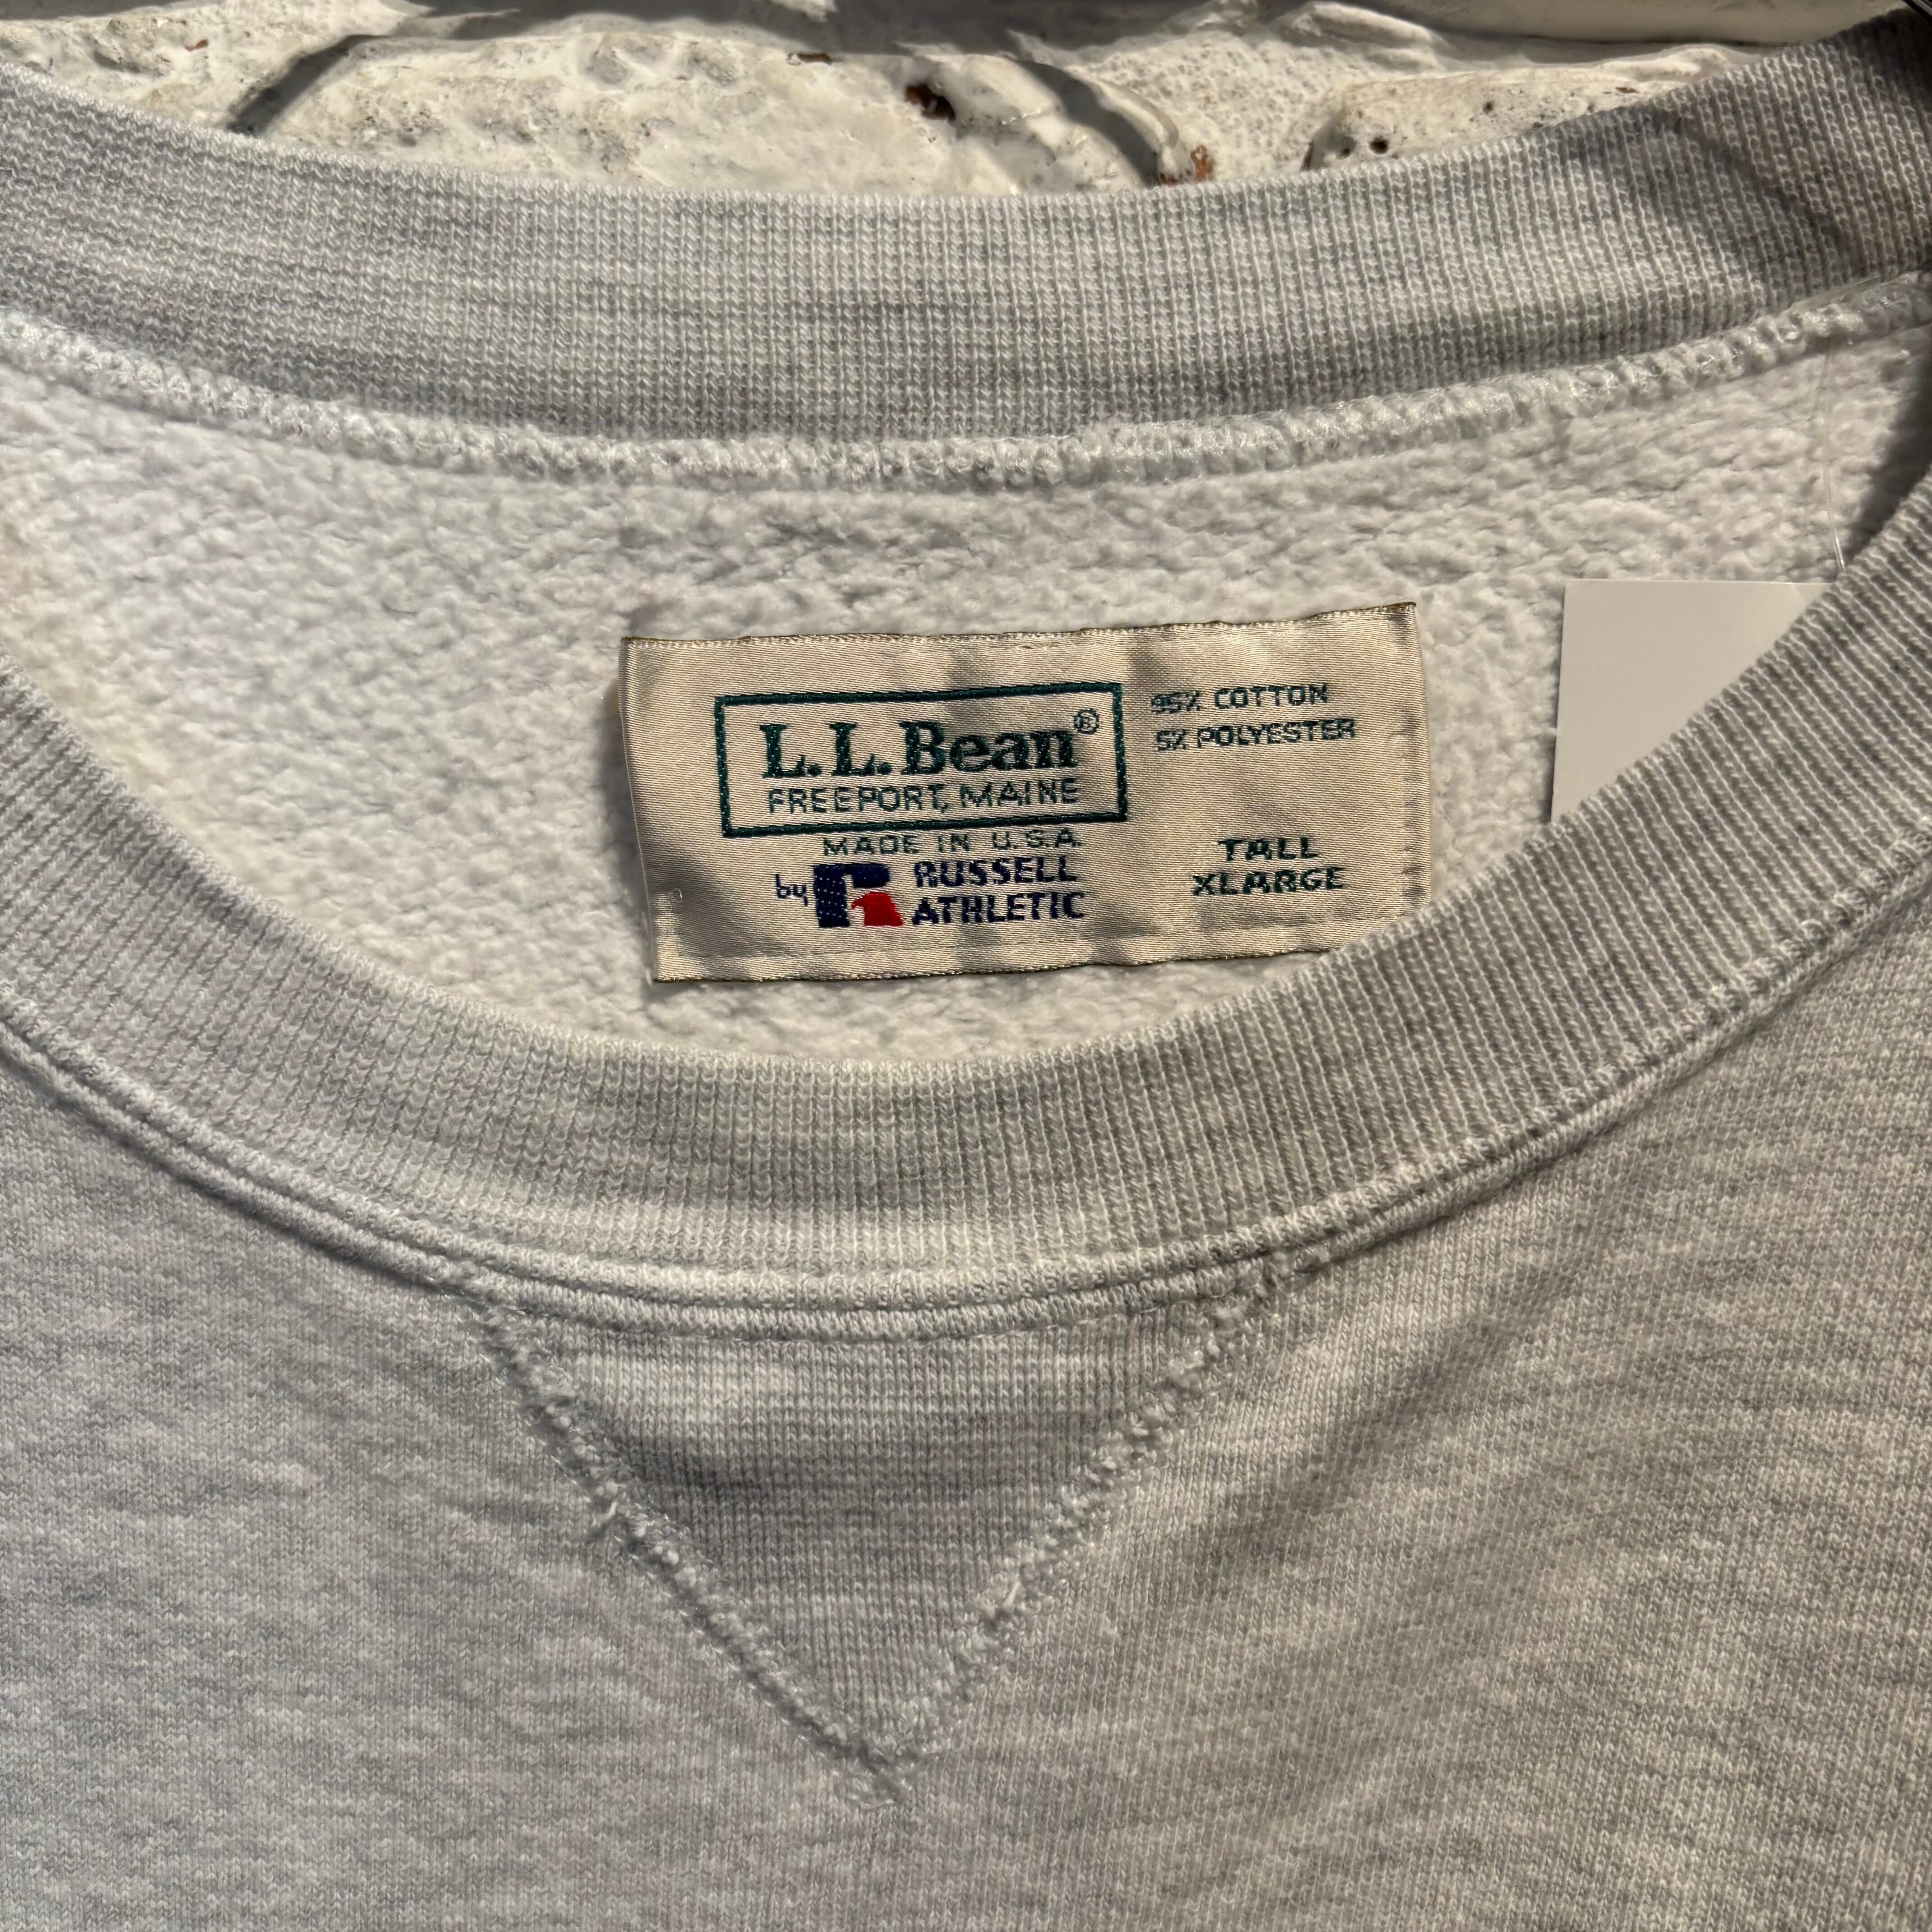 L.L.Bean®
FREEPORT, MAINE
MADE IN U.S.A.
by R RUSSELL
ATHLETIC
95% COTTON
5% POLYESTER
TALL
XLARGE